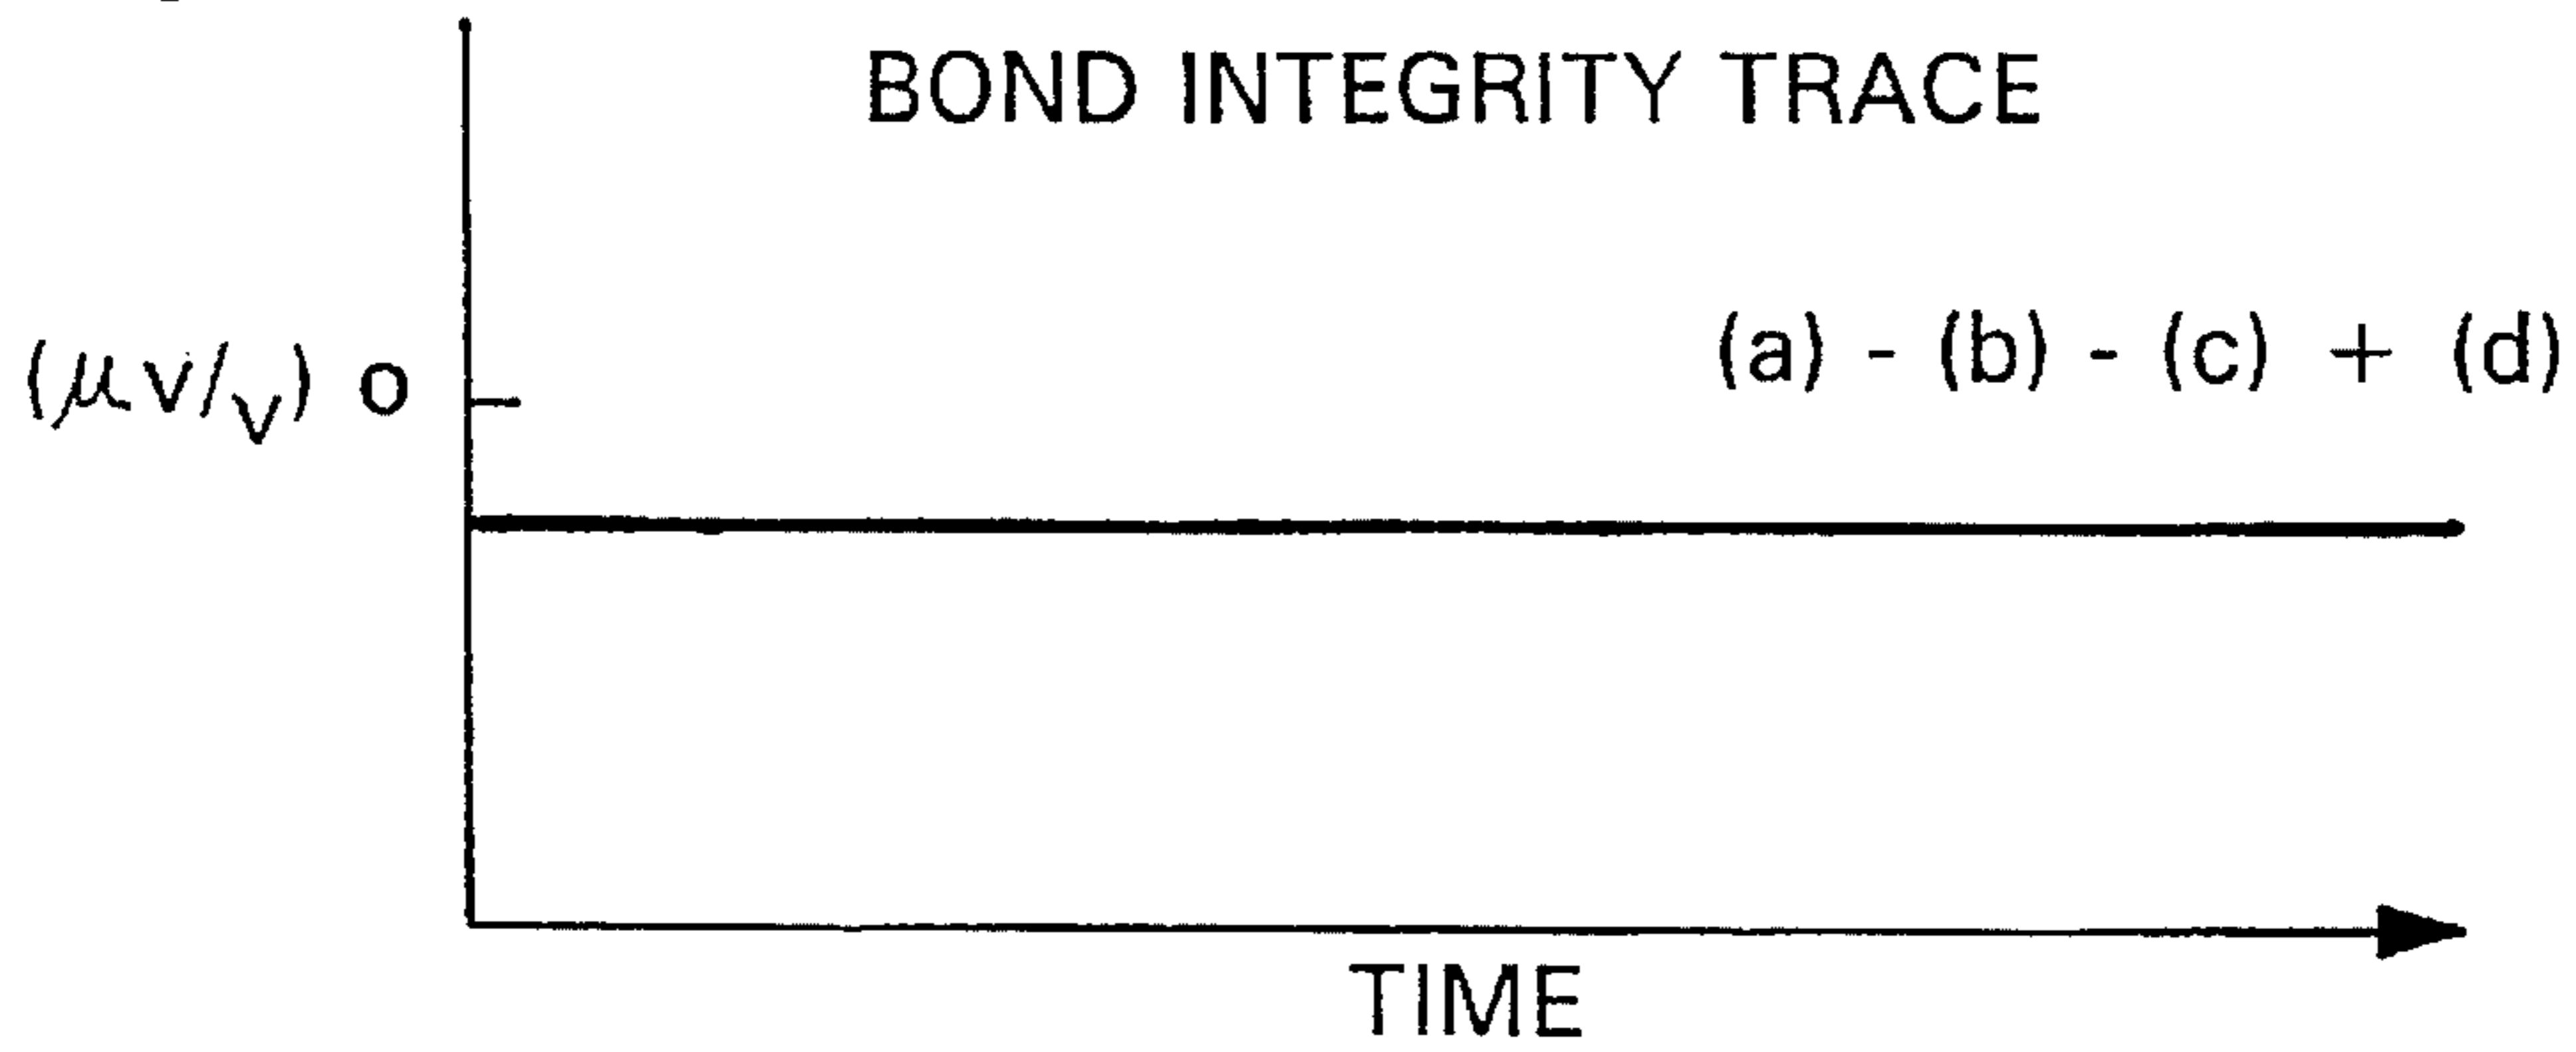 BOND INTEGRITY TRACE
(a) - (b) - (c) + (d)
(μv/v) o
TIME